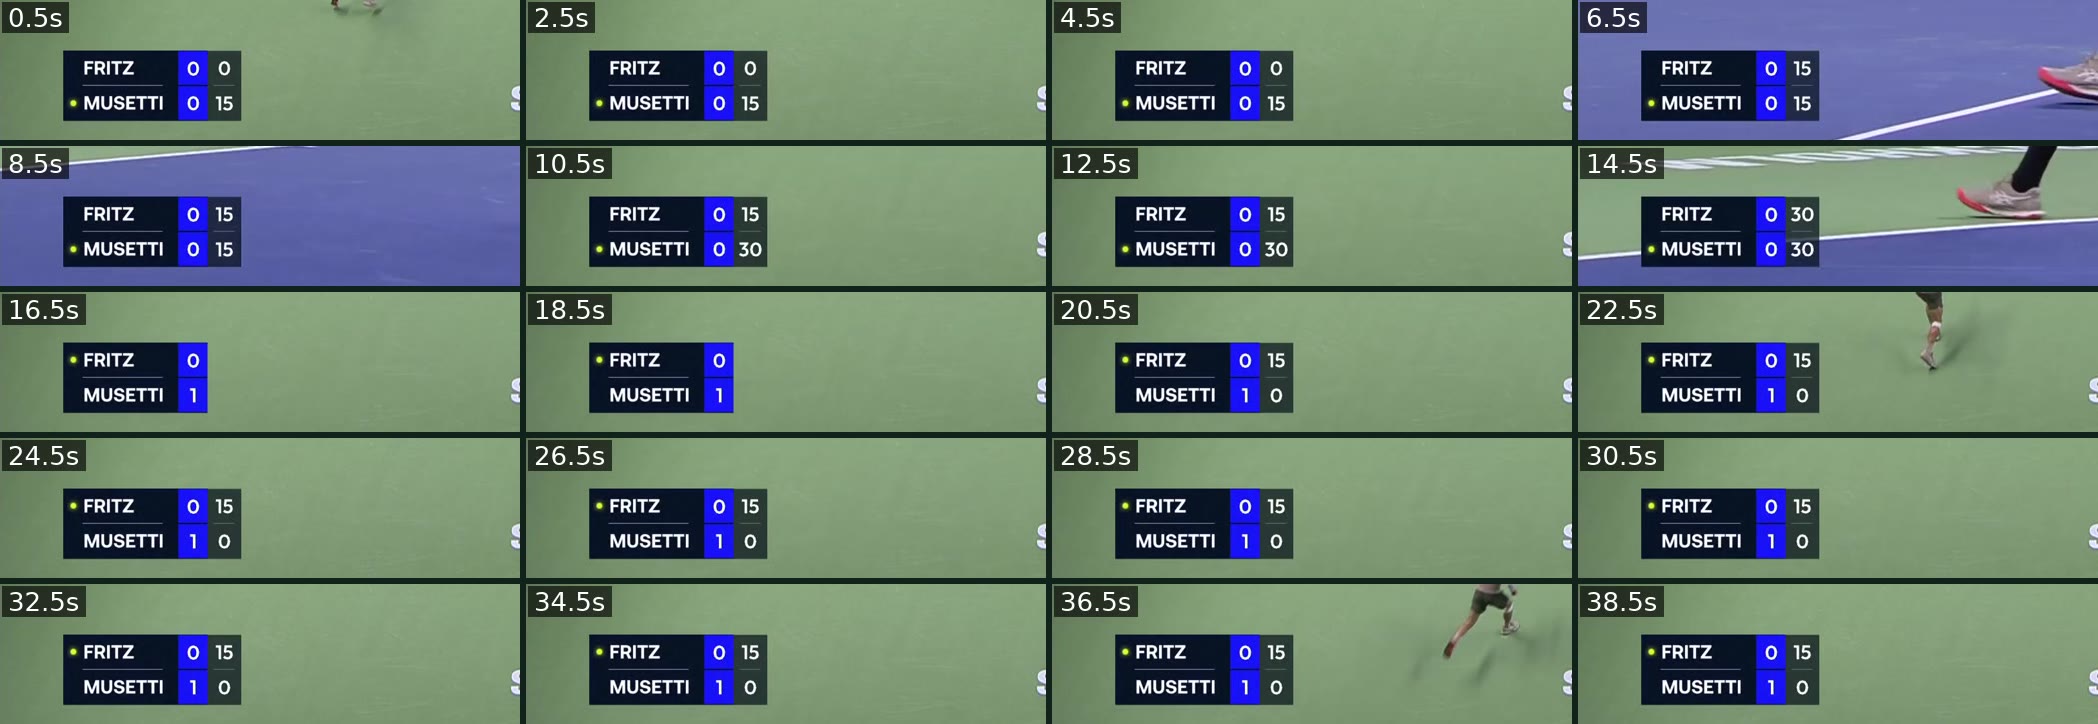 0.5s
FRITZ 0 0
MUSETTI 0 15
2.5s
FRITZ 0 0
MUSETTI 0 15
4.5s
FRITZ 0 0
MUSETTI 0 15
6.5s
FRITZ 0 15
MUSETTI 0 15
8.5s
FRITZ 0 15
MUSETTI 0 15
10.5s
FRITZ 0 15
MUSETTI 0 30
12.5s
FRITZ 0 15
MUSETTI 0 30
14.5s
FRITZ 0 30
MUSETTI 0 30
16.5s
FRITZ 0
MUSETTI 1
18.5s
FRITZ 0
MUSETTI 1
20.5s
FRITZ 0 15
MUSETTI 1 0
22.5s
FRITZ 0 15
MUSETTI 1 0
24.5s
FRITZ 0 15
MUSETTI 1 0
26.5s
FRITZ 0 15
MUSETTI 1 0
28.5s
FRITZ 0 15
MUSETTI 1 0
30.5s
FRITZ 0 15
MUSETTI 1 0
32.5s
FRITZ 0 15
MUSETTI 1 0
34.5s
FRITZ 0 15
MUSETTI 1 0
36.5s
FRITZ 0 15
MUSETTI 1 0
38.5s
FRITZ 0 15
MUSETTI 1 0